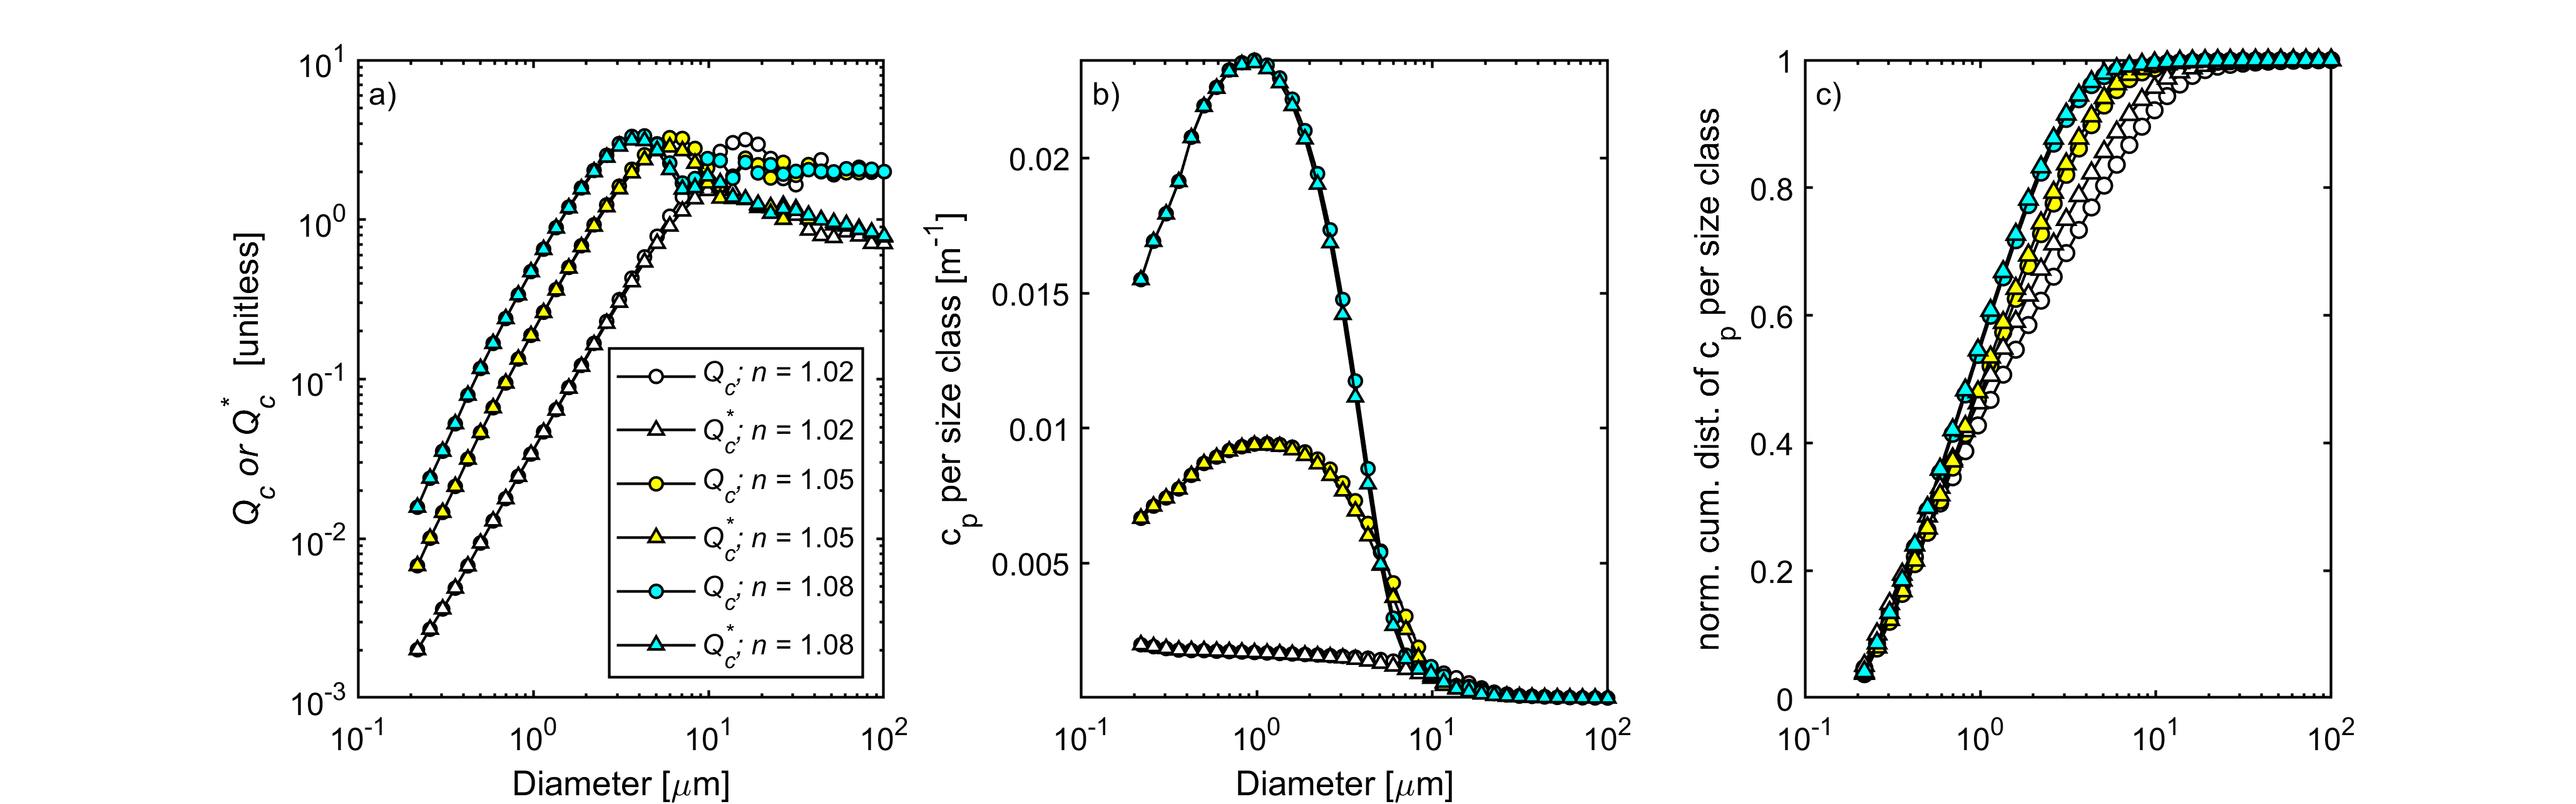 a)
10^1
10^0
10^-1
10^-2
10^-3
Q_c or Q_c^* [unitless]
Q_c; n = 1.02
Q_c^*; n = 1.02
Q_c; n = 1.05
Q_c^*; n = 1.05
Q_c; n = 1.08
Q_c^*; n = 1.08
10^-1 10^0 10^1 10^2
Diameter [μm]
b)
0.02
0.015
0.01
0.005
c_p per size class [m^-1]
10^-1 10^0 10^1 10^2
Diameter [μm]
c)
1
0.8
0.6
0.4
0.2
0
norm. cum. dist. of c_p per size class
10^-1 10^0 10^1 10^2